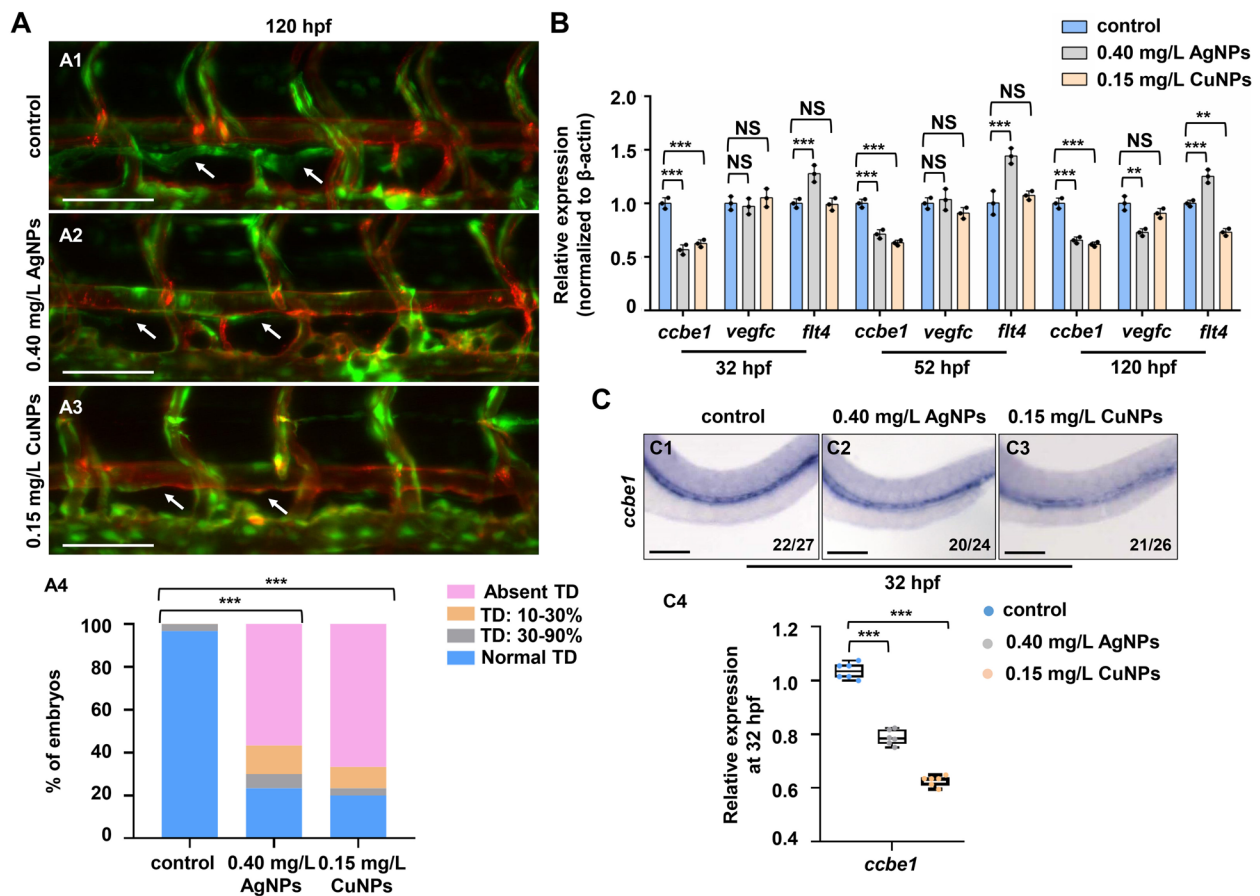 A
120 hpf
A1
control
A2
0.40 mg/L AgNPs
A3
0.15 mg/L CuNPs
A4
***
***
Absent TD
TD: 10-30%
TD: 30-90%
Normal TD
% of embryos
100
80
60
40
20
0
control
0.40 mg/L
AgNPs
0.15 mg/L
CuNPs
B
control
0.40 mg/L AgNPs
0.15 mg/L CuNPs
Relative expression
(normalized to β-actin)
2.0
1.5
1.0
0.5
0
***
***
NS
NS
NS
***
***
***
NS
NS
NS
***
***
***
NS
**
**
***
ccbe1
vegfc
flt4
ccbe1
vegfc
flt4
ccbe1
vegfc
flt4
32 hpf
52 hpf
120 hpf
C
control
0.40 mg/L AgNPs
0.15 mg/L CuNPs
ccbe1
C1
22/27
C2
20/24
C3
21/26
32 hpf
C4
control
0.40 mg/L AgNPs
0.15 mg/L CuNPs
***
***
Relative expression
at 32 hpf
1.2
1.0
0.8
0.6
0.4
ccbe1